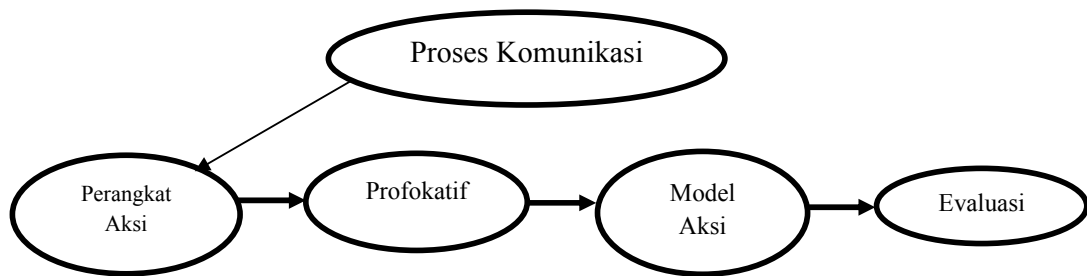 Proses Komunikasi
Perangkat
Aksi
Profokatif
Model
Aksi
Evaluasi